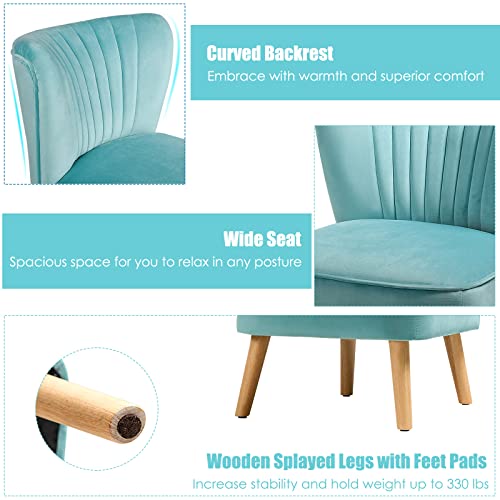 Curved Backrest
Embrace with warmth and superior comfort
Wide Seat
Spacious space for you to relax in any posture
Wooden Splayed Legs with Feet Pads
Increase stability and hold weight up to 330 lbs